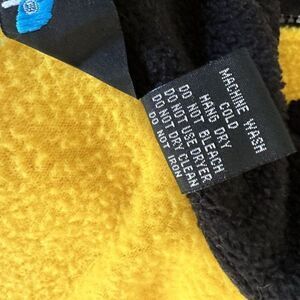 MACHINE WASH
COLD
HANG DRY
DO NOT BLEACH
DO NOT USE DRYER
DO NOT DRY CLEAN
DO NOT IRON